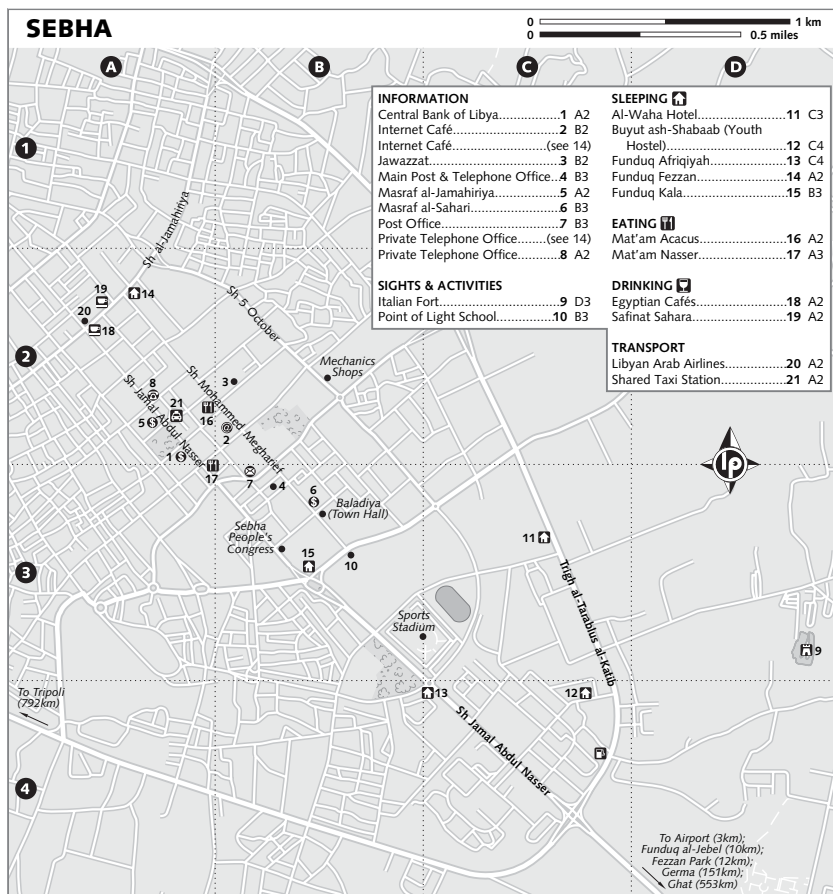 SEBHA
0 1 km
0 0.5 miles
A B C D
1
2
3
4
INFORMATION
Central Bank of Libya..............1 A2
Internet Café..........................2 B2
Internet Café....................(see 14)
Jawazzat.................................3 B2
Main Post & Telephone Office..4 B3
Masraf al-Jamahiriya...............5 A2
Masraf al-Sahari.....................6 B3
Post Office..............................7 B3
Private Telephone Office......(see 14)
Private Telephone Office.........8 A2
SIGHTS & ACTIVITIES
Italian Fort..............................9 D3
Point of Light School.............10 B3
SLEEPING
Al-Waha Hotel......................11 C3
Buyut ash-Shabaab (Youth
Hostel)..............................12 C4
Funduq Afriqiyah..................13 C4
Funduq Fezzan.....................14 A2
Funduq Kala.........................15 B3
EATING
Mat'am Acacus.....................16 A2
Mat'am Nasser......................17 A3
DRINKING
Egyptian Cafés......................18 A2
Safinat Sahara......................19 A2
TRANSPORT
Libyan Arab Airlines..............20 A2
Shared Taxi Station...............21 A2
Sh al-Jamahiriya
19
14
20
18
Sh 5 October
Mechanics
Shops
3
8
Sh Mohammed Megharief
21
16
5
2
Sh Jamal Abdul Nasser
1
17
7
4
6
Baladiya
(Town Hall)
Sebha
People's
Congress
15
10
11
Trigh al-Tarablus al-Katib
Sports
Stadium
9
lp
To Tripoli
(792km)
13
12
Sh Jamal Abdul Nasser
To Airport (3km);
Funduq al-Jebel (10km);
Fezzan Park (12km);
Germa (151km);
Ghat (553km)